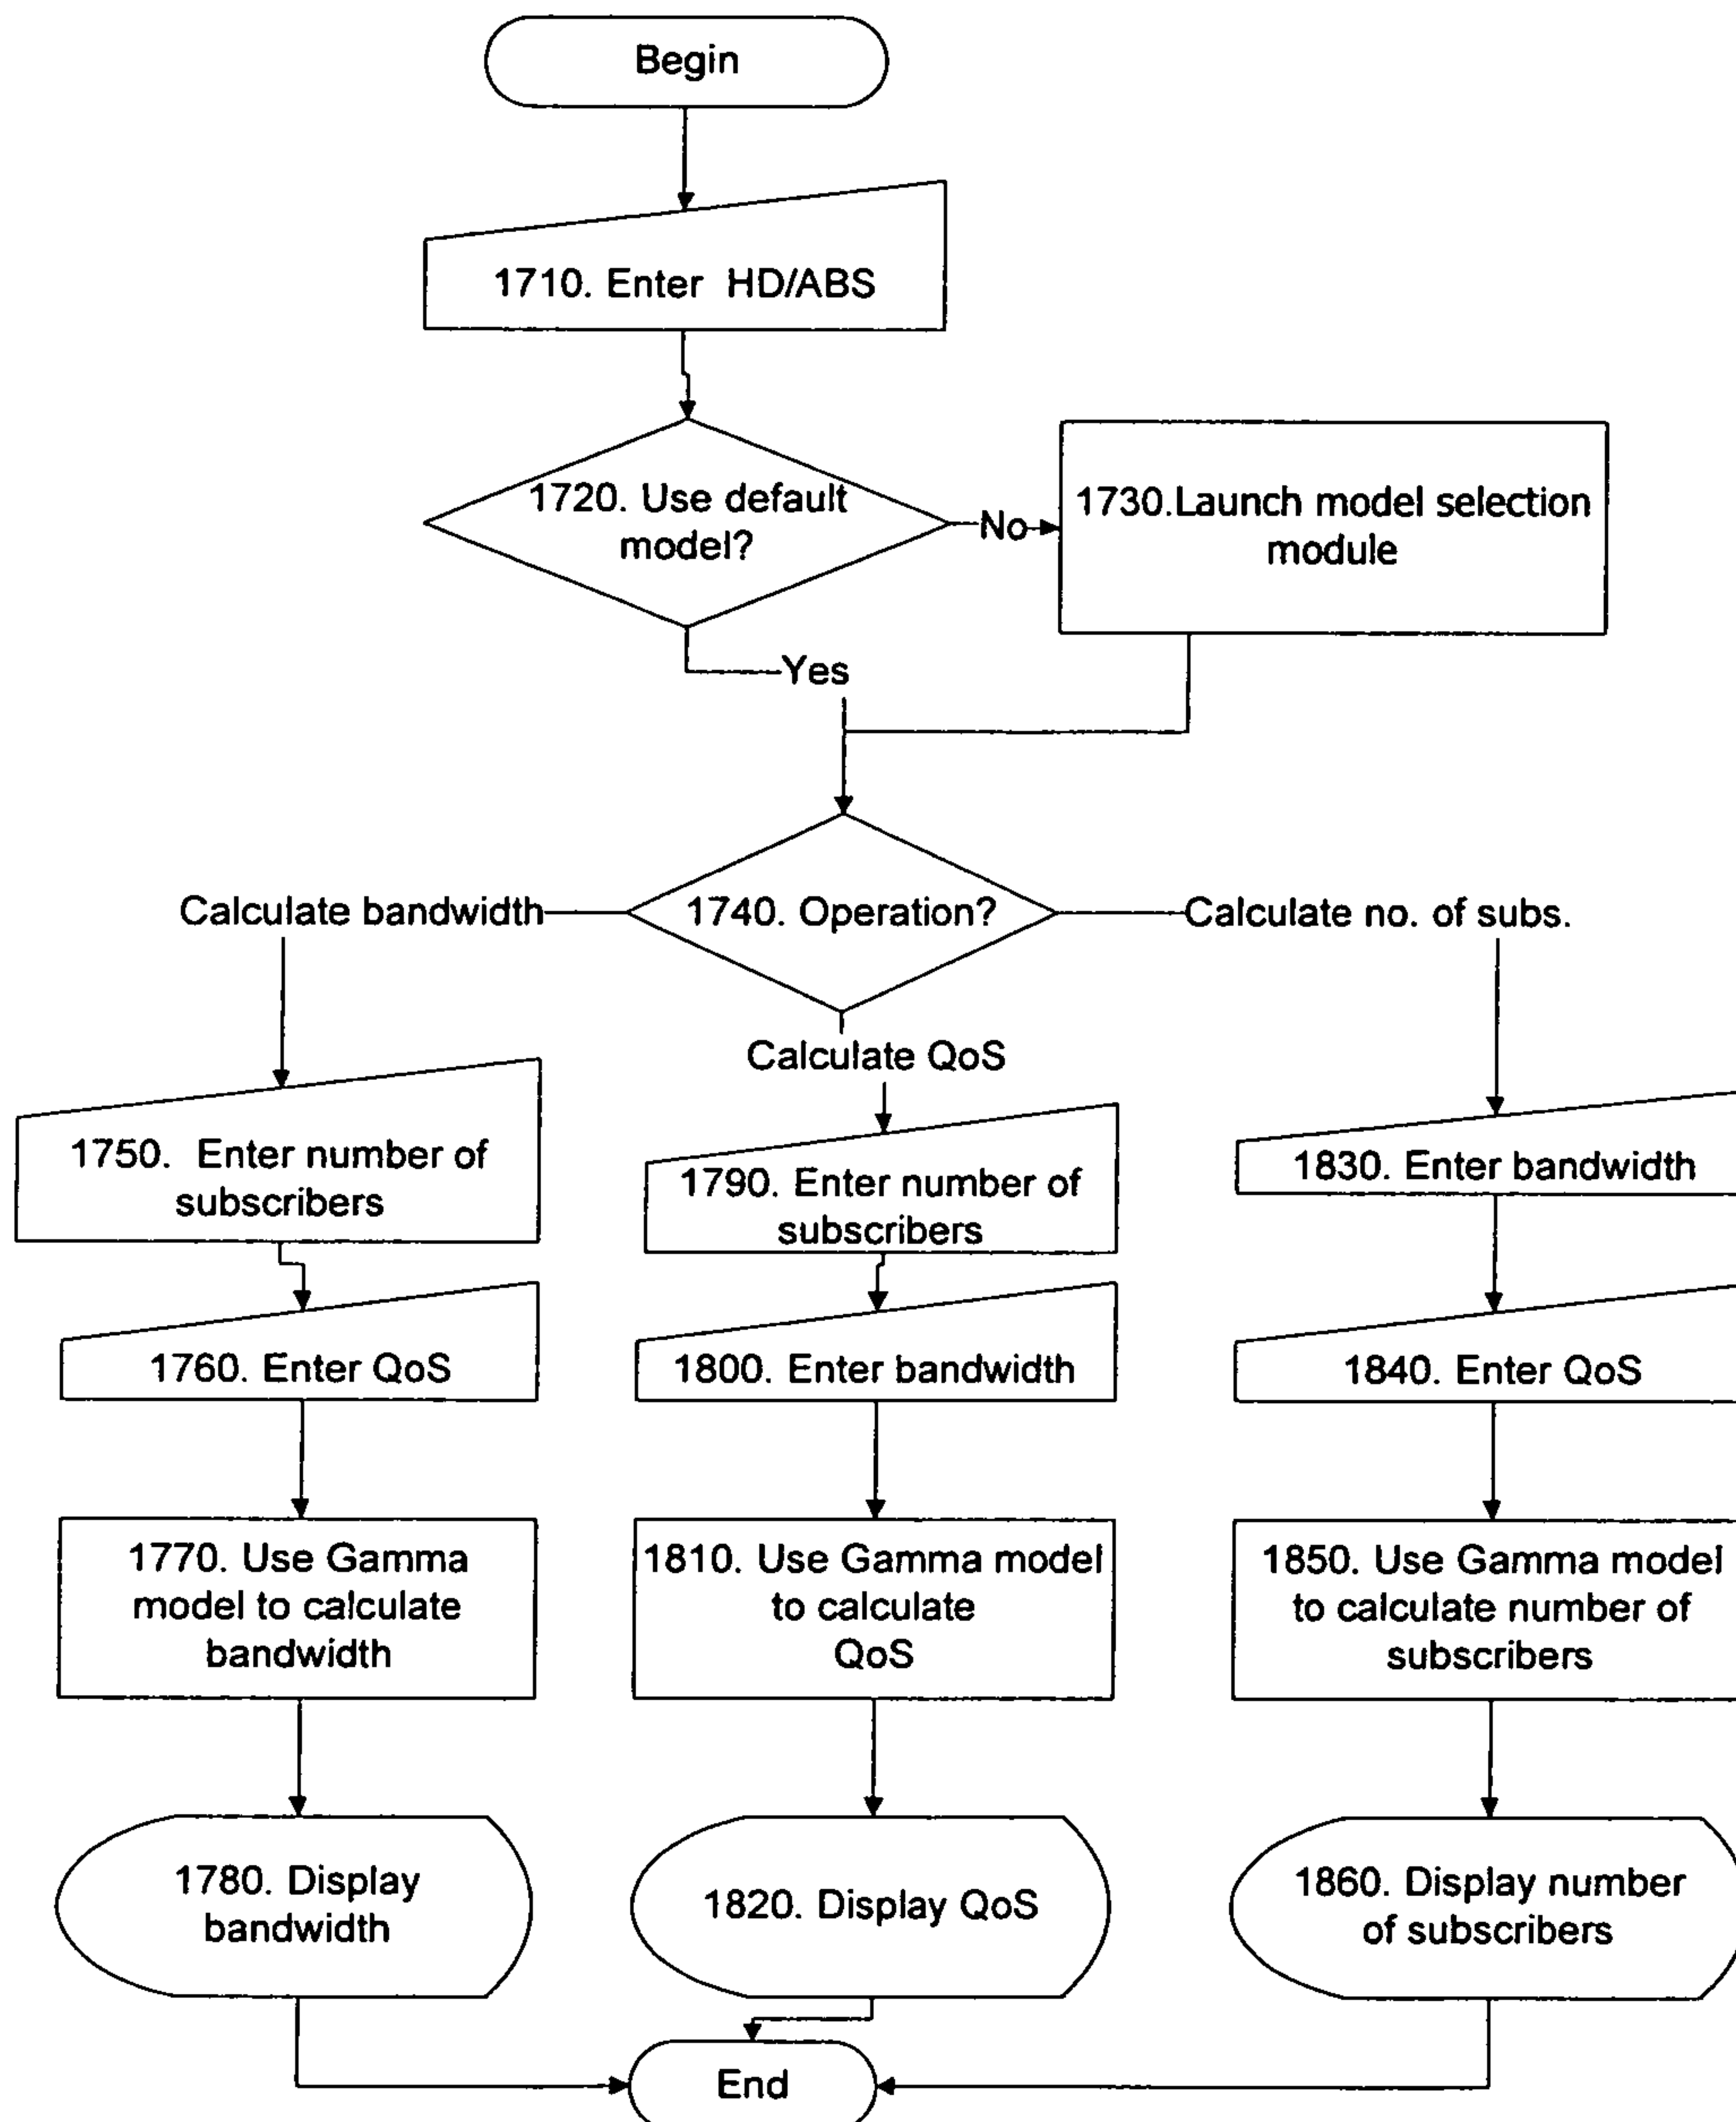 Begin
1710. Enter HD/ABS
1720. Use default
model?
No
1730.Launch model selection
module
Yes
Calculate bandwidth
1740. Operation?
Calculate no. of subs.
Calculate QoS
1750. Enter number of
subscribers
1790. Enter number of
subscribers
1830. Enter bandwidth
1760. Enter QoS
1800. Enter bandwidth
1840. Enter QoS
1770. Use Gamma
model to calculate
bandwidth
1810. Use Gamma model
to calculate
QoS
1850. Use Gamma model
to calculate number of
subscribers
1780. Display
bandwidth
1820. Display QoS
1860. Display number
of subscribers
End